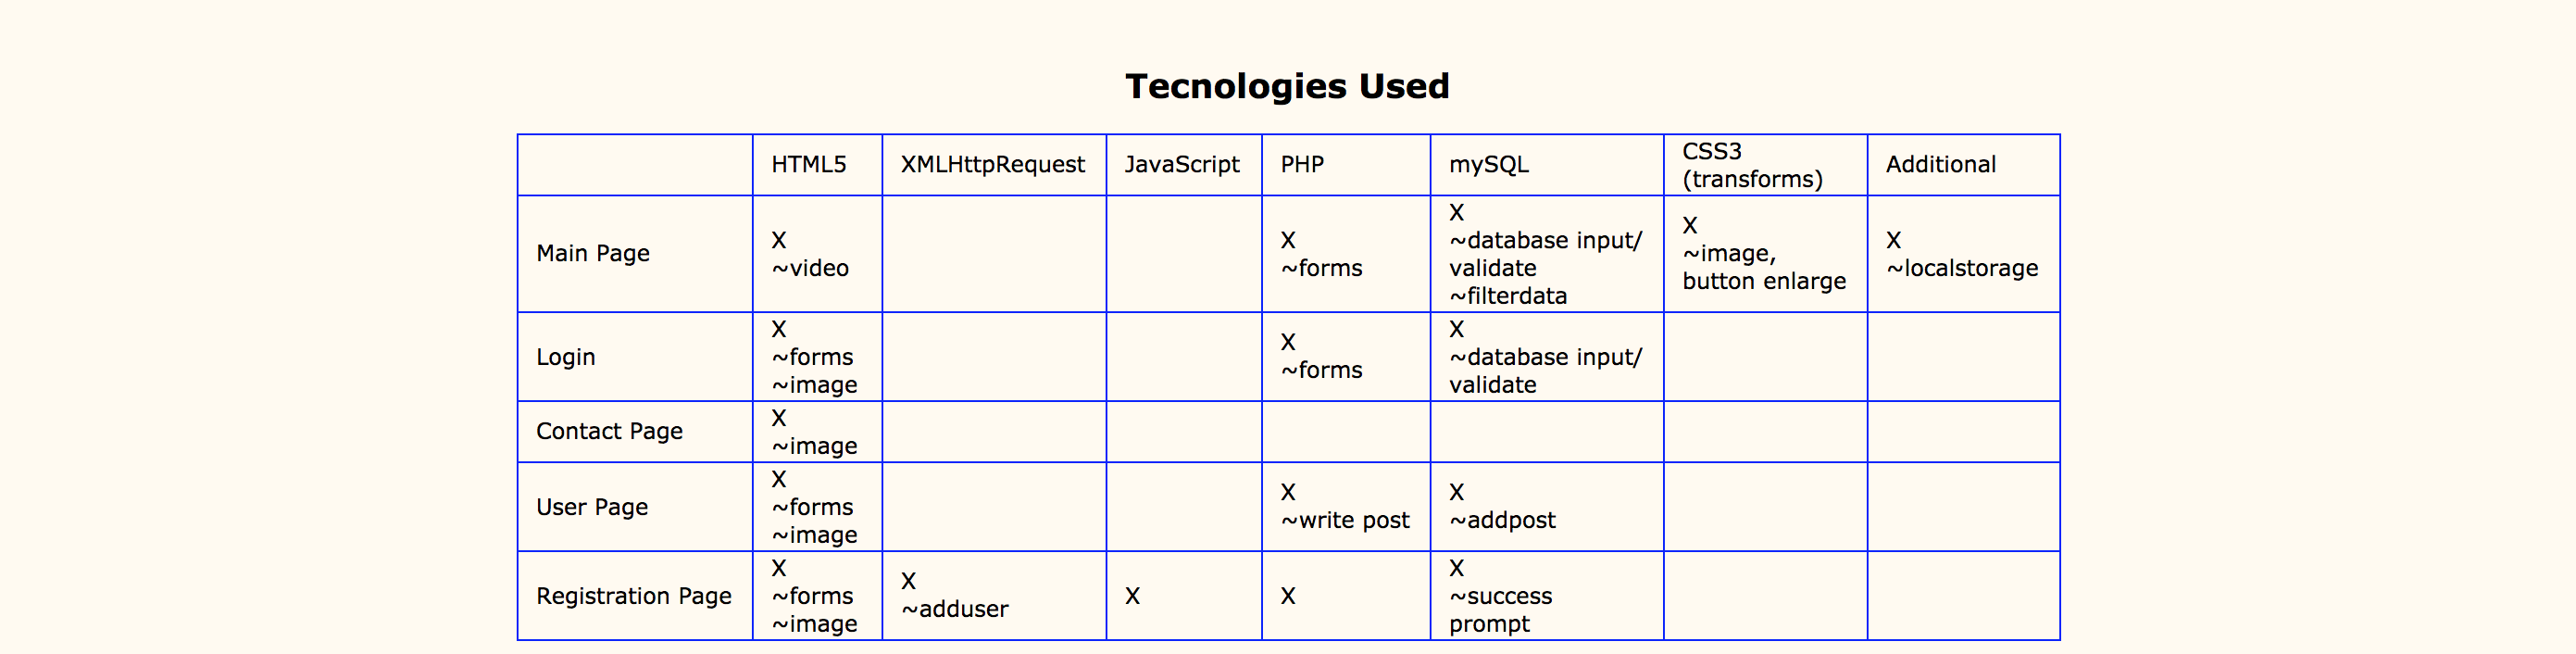 Tecnologies Used
HTML5 XMLHttpRequest JavaScript PHP mySQL CSS3 (transforms) Additional
Main Page
X
~video
X
~forms
X
~database input/
validate
~filterdata
X
~image,
button enlarge
X
~localstorage
Login
X
~forms
~image
X
~forms
X
~database input/
validate
Contact Page
X
~image
User Page
X
~forms
~image
X
~write post
X
~addpost
Registration Page
X
~forms
~image
X
~adduser
X
X
X
~success
prompt